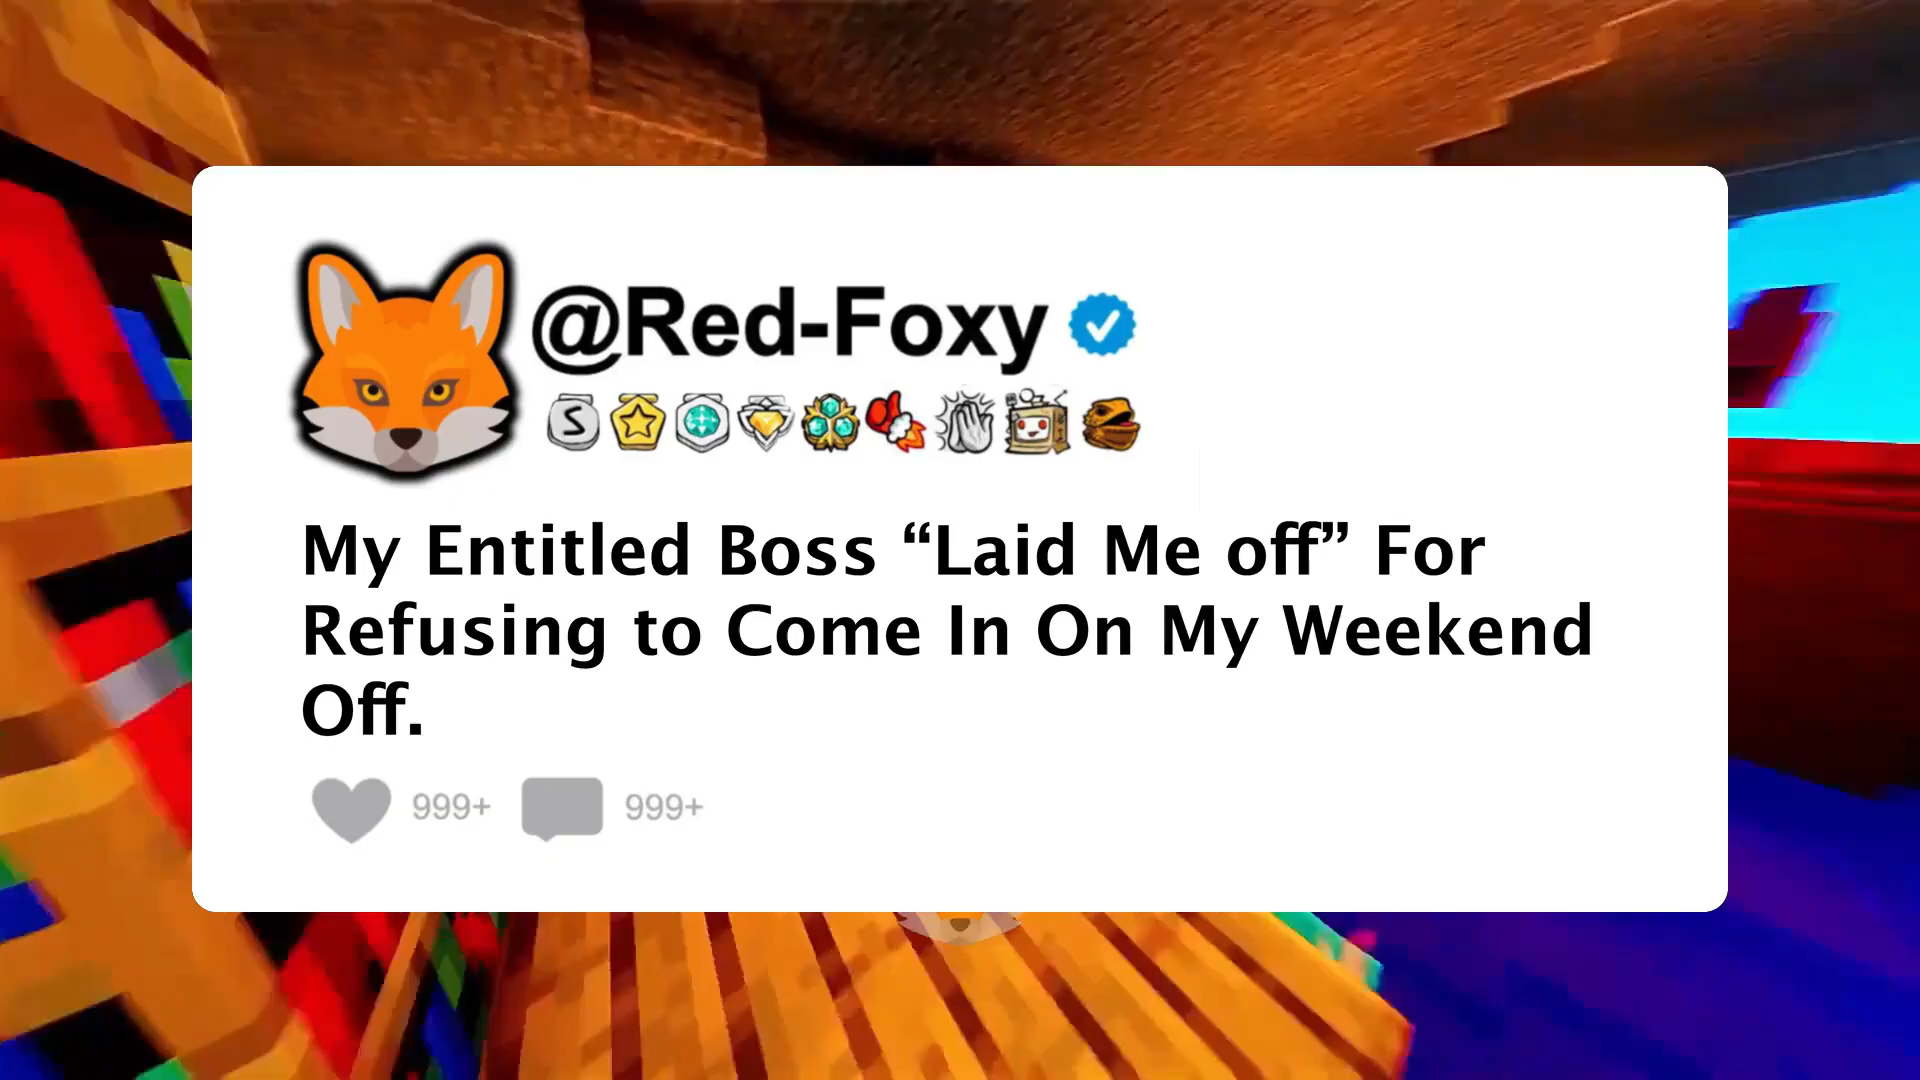 @Red-Foxy
My Entitled Boss “Laid Me off” For
Refusing to Come In On My Weekend
Off.
999+ 999+